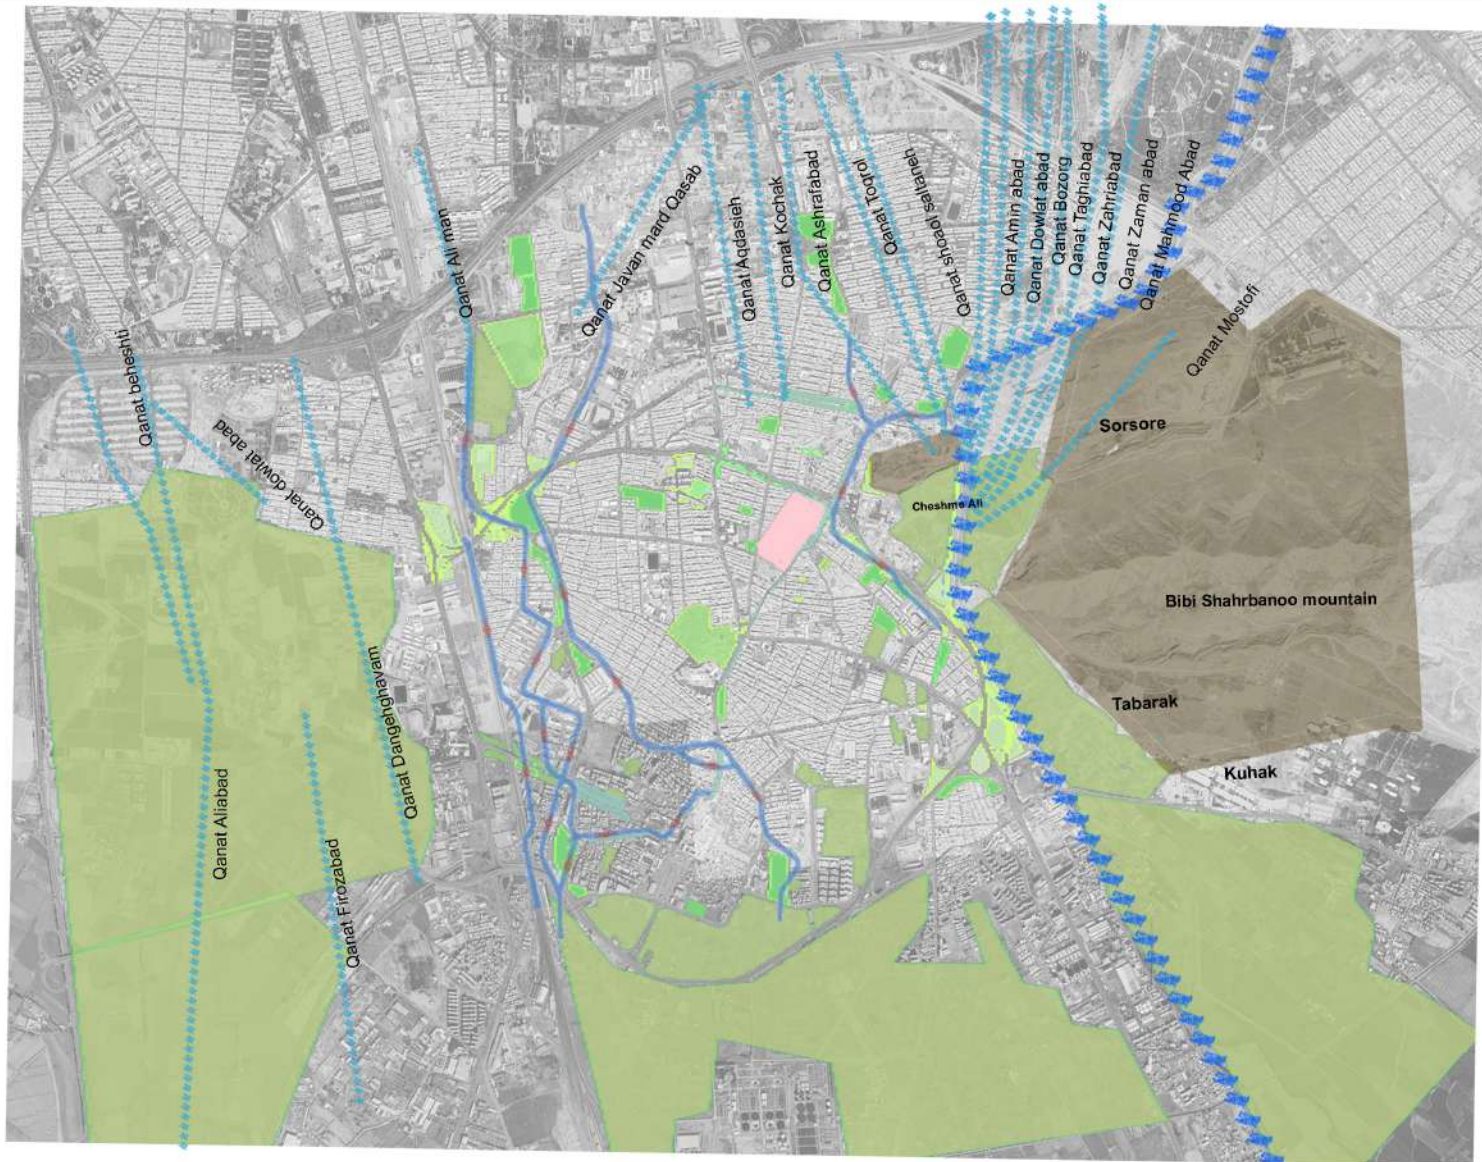 Qanat Ali man
Qanat Javan mard Qasab
Qanat Aqdasieh
Qanat Kochak
Qanat Ashrafabad
Qanat Toqrol
Qanat shoaol saltaneh
Qanat Amin abad
Qanat Dowlat abad
Qanat Bozorg
Qanat Taghiabad
Qanat Zahriabad
Qanat Zaman abad
Qanat Mahmood Abad
Qanat Mostofi
Qanat beheshti
Qanat dowlat abad
Sorsore
Cheshme Ali
Bibi Shahrbanoo mountain
Tabarak
Kuhak
Qanat Dangehghavam
Qanat Aliabad
Qanat Firozabad